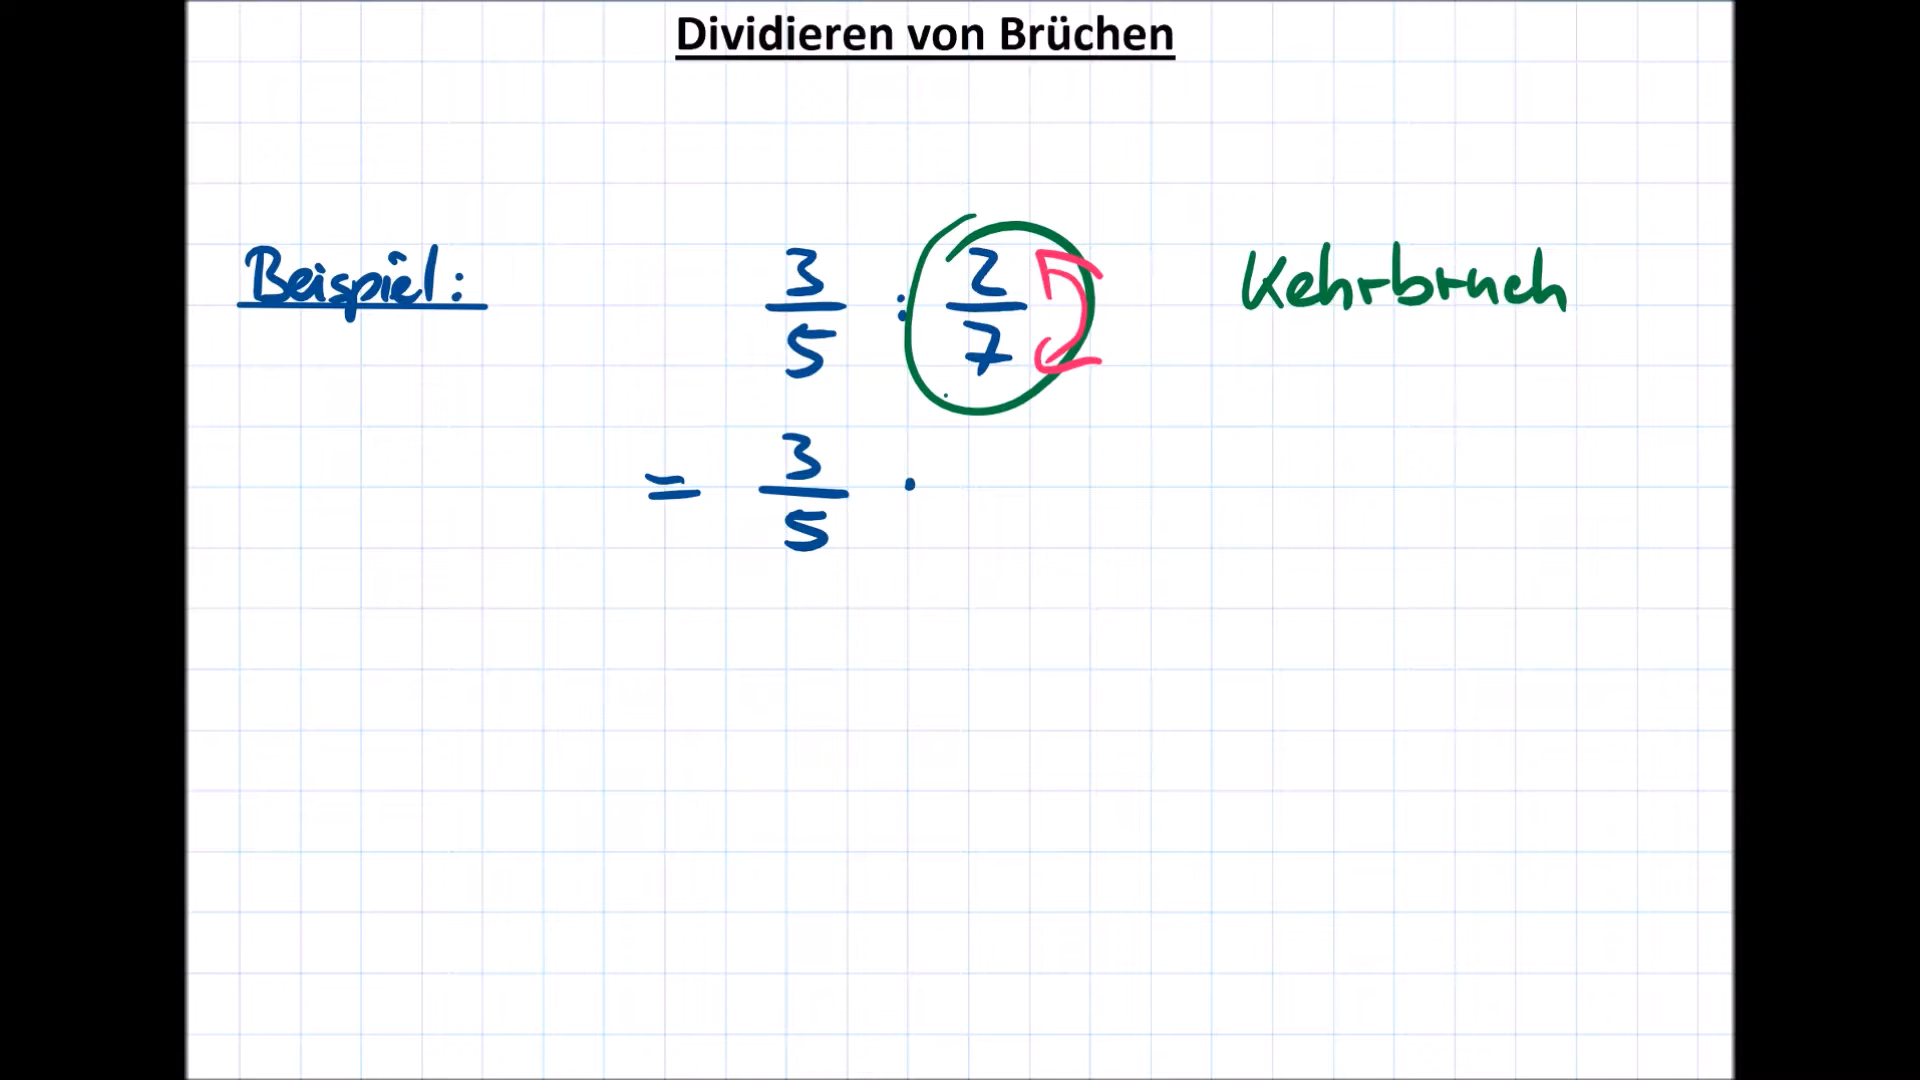 Dividieren von Brüchen
Beispiel: 3/5 : 2/7 Kehrbruch
= 3/5 ·